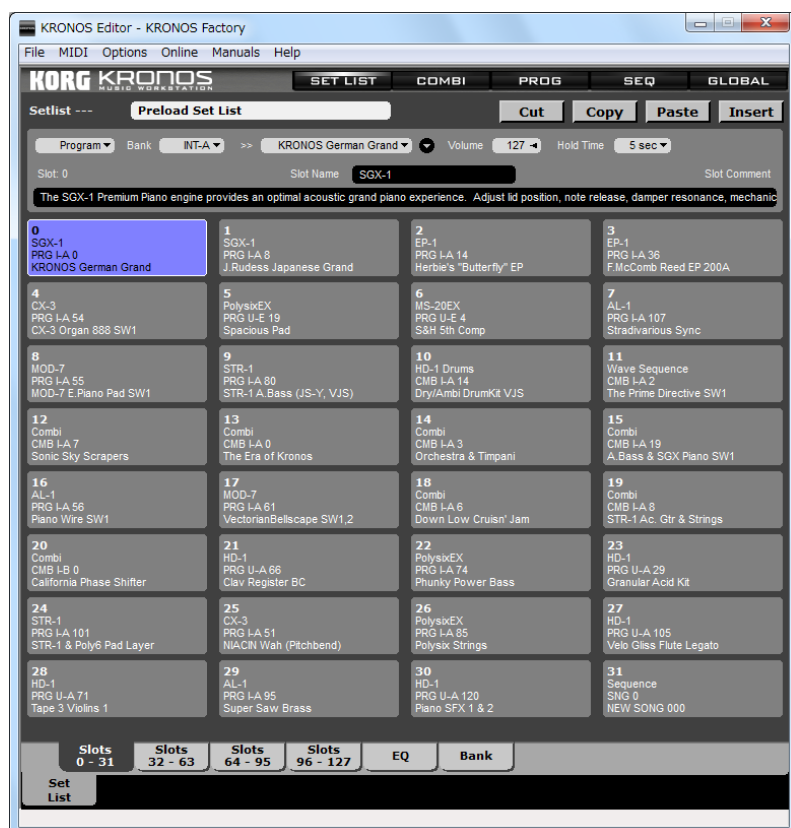 KRONOS Editor - KRONOS Factory
File MIDI Options Online Manuals Help
KORG KRONOS
MUSIC WORKSTATION
SET LIST COMBI PROG SEQ GLOBAL
Setlist --- Preload Set List Cut Copy Paste Insert
Program Bank INT-A >> KRONOS German Grand Volume 127 Hold Time 5 sec
Slot: 0 Slot Name SGX-1 Slot Comment
The SGX-1 Premium Piano engine provides an optimal acoustic grand piano experience. Adjust lid position, note release, damper resonance, mechanic
0
SGX-1
PRG I-A 0
KRONOS German Grand
1
SGX-1
PRG I-A 8
J.Rudess Japanese Grand
2
EP-1
PRG I-A 14
Herbie's "Butterfly" EP
3
EP-1
PRG I-A 36
F.McComb Reed EP 200A
4
CX-3
PRG I-A 54
CX-3 Organ 888 SW1
5
PolysixEX
PRG U-E 19
Spacious Pad
6
MS-20EX
PRG U-E 4
S&H 5th Comp
7
AL-1
PRG I-A 107
Stradivarious Sync
8
MOD-7
PRG I-A 55
MOD-7 E.Piano Pad SW1
9
STR-1
PRG I-A 80
STR-1 A.Bass (JS-Y, VJS)
10
HD-1 Drums
CMB I-A 14
Dry/Ambi DrumKit VJS
11
Wave Sequence
CMB I-A 2
The Prime Directive SW1
12
Combi
CMB I-A 7
Sonic Sky Scrapers
13
Combi
CMB I-A 0
The Era of Kronos
14
Combi
CMB I-A 3
Orchestra & Timpani
15
Combi
CMB I-A 19
A.Bass & SGX Piano SW1
16
AL-1
PRG I-A 56
Piano Wire SW1
17
MOD-7
PRG I-A 61
VectorianBellscape SW1,2
18
Combi
CMB I-A 6
Down Low Cruisn' Jam
19
Combi
CMB I-A 8
STR-1 Ac. Gtr & Strings
20
Combi
CMB I-B 0
California Phase Shifter
21
HD-1
PRG U-A 66
Clav Register BC
22
PolysixEX
PRG I-A 74
Phunky Power Bass
23
HD-1
PRG U-A 29
Granular Acid Kit
24
STR-1
PRG I-A 101
STR-1 & Poly6 Pad Layer
25
CX-3
PRG I-A 51
NIACIN Wah (Pitchbend)
26
PolysixEX
PRG I-A 85
Polysix Strings
27
HD-1
PRG U-A 105
Velo Gliss Flute Legato
28
HD-1
PRG U-A 71
Tape 3 Violins 1
29
AL-1
PRG I-A 95
Super Saw Brass
30
HD-1
PRG U-A 120
Piano SFX 1 & 2
31
Sequence
SNG 0
NEW SONG 000
Slots 0 - 31
Slots 32 - 63
Slots 64 - 95
Slots 96 - 127
EQ
Bank
Set List